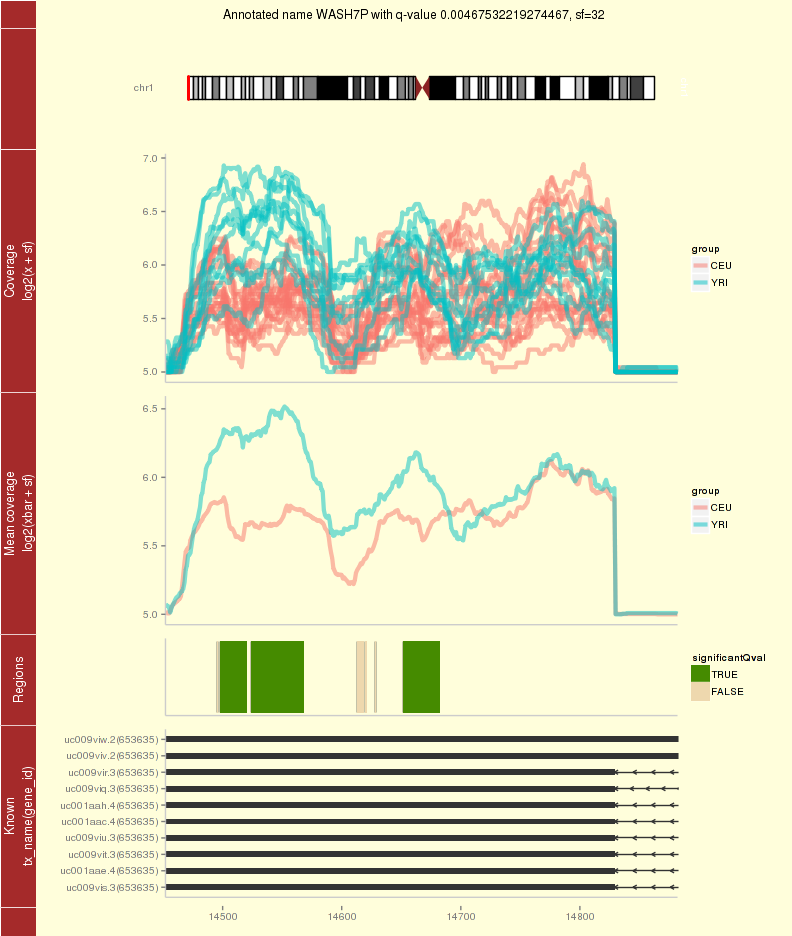 Annotated name WASH7P with q-value 0.00467532219274467, sf=32
chr1
Coverage
log2(x + sf)
7.0
6.5
6.0
5.5
5.0
group
CEU
YRI
Mean coverage
log2(xbar + sf)
6.5
6.0
5.5
5.0
group
CEU
YRI
Regions
significantQval
TRUE
FALSE
Known
tx_name(gene_id)
uc009viw.2(653635)
uc009viv.2(653635)
uc009vir.3(653635)
uc009viq.3(653635)
uc001aah.4(653635)
uc001aac.4(653635)
uc009viu.3(653635)
uc009vit.3(653635)
uc001aae.4(653635)
uc009vis.3(653635)
14500 14600 14700 14800